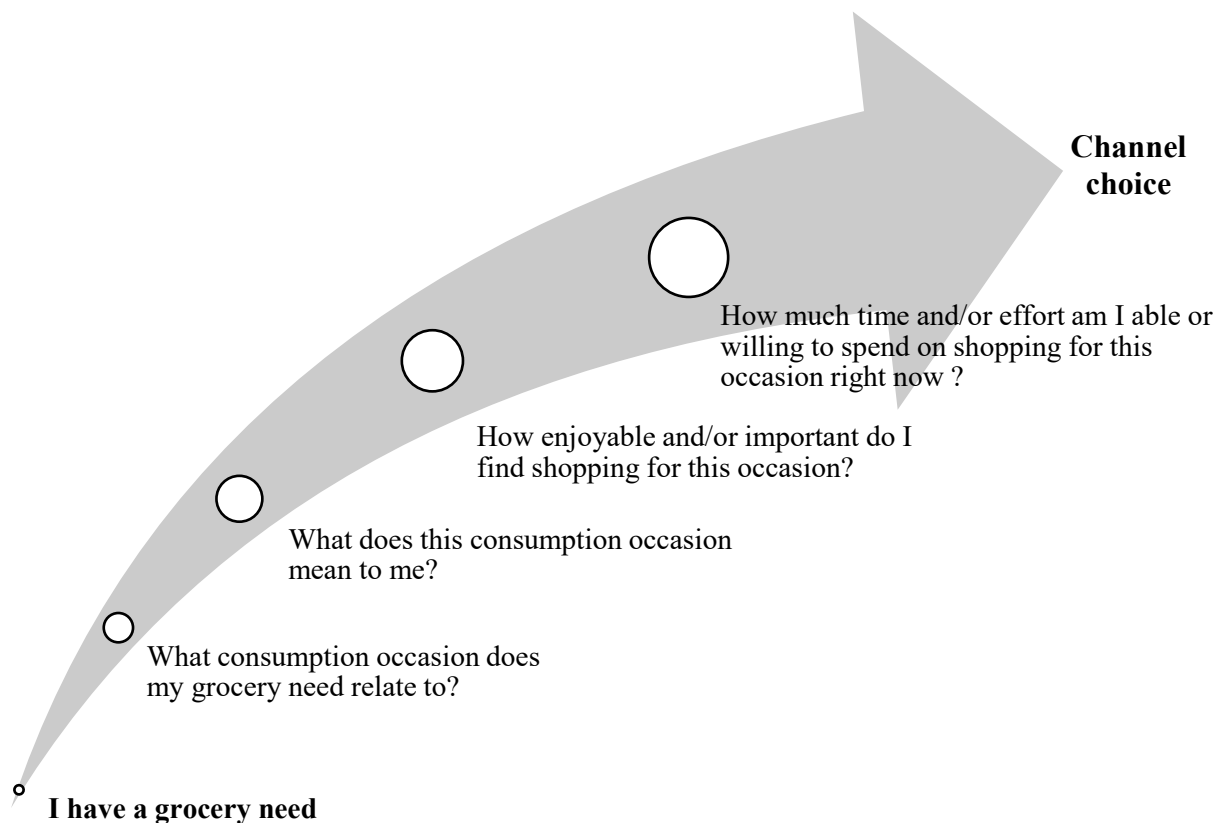 Channel
choice
How much time and/or effort am I able or
willing to spend on shopping for this
occasion right now ?
How enjoyable and/or important do I
find shopping for this occasion?
What does this consumption occasion
mean to me?
What consumption occasion does
my grocery need relate to?
I have a grocery need